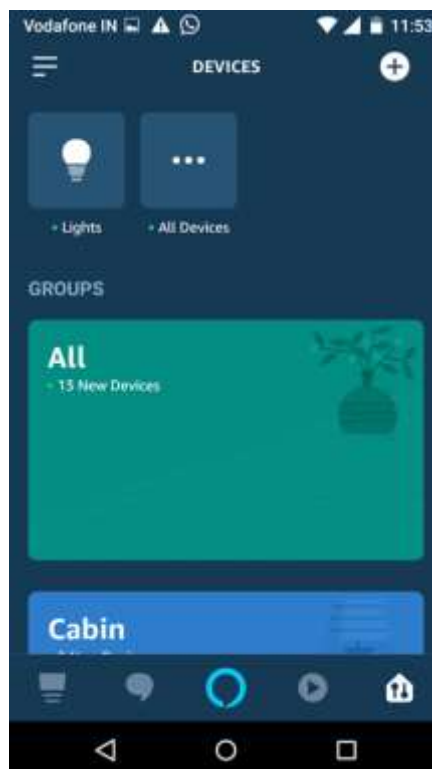 Vodafone IN 11:53
DEVICES
Lights All Devices
GROUPS
All
13 New Devices
Cabin